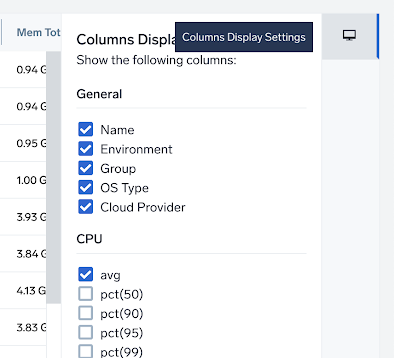 Mem Tot
Columns Displa
Columns Display Settings
Show the following columns:
General
Name
Environment
Group
OS Type
Cloud Provider
CPU
avg
pct(50)
pct(90)
pct(95)
pct(99)
0.94 G
0.94 G
0.95 G
1.00 G
3.93 G
3.84 G
4.13 G
3.83 G